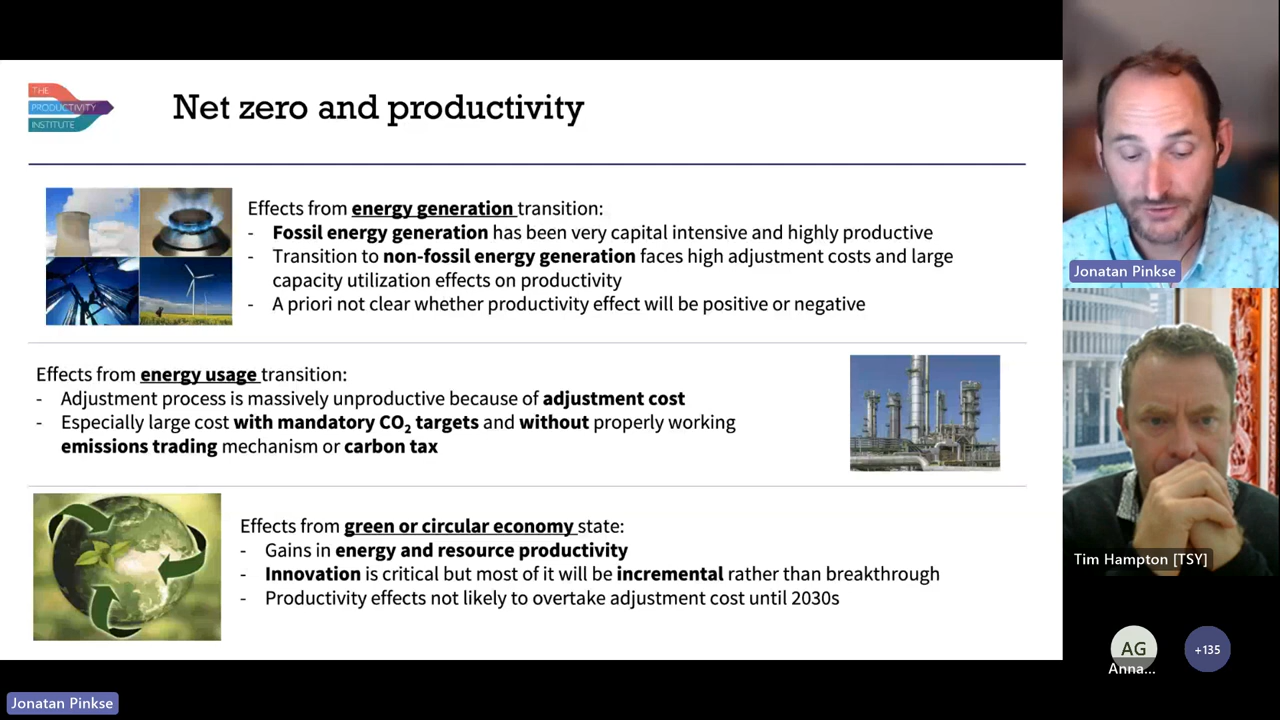 THE
PRODUCTIVITY
INSTITUTE
Net zero and productivity
Effects from energy generation transition:
- Fossil energy generation has been very capital intensive and highly productive
- Transition to non-fossil energy generation faces high adjustment costs and large
capacity utilization effects on productivity
- A priori not clear whether productivity effect will be positive or negative
Effects from energy usage transition:
- Adjustment process is massively unproductive because of adjustment cost
- Especially large cost with mandatory CO₂ targets and without properly working
emissions trading mechanism or carbon tax
Effects from green or circular economy state:
- Gains in energy and resource productivity
- Innovation is critical but most of it will be incremental rather than breakthrough
- Productivity effects not likely to overtake adjustment cost until 2030s
Jonatan Pinkse
Tim Hampton [TSY]
AG
Anna...
+135
Jonatan Pinkse